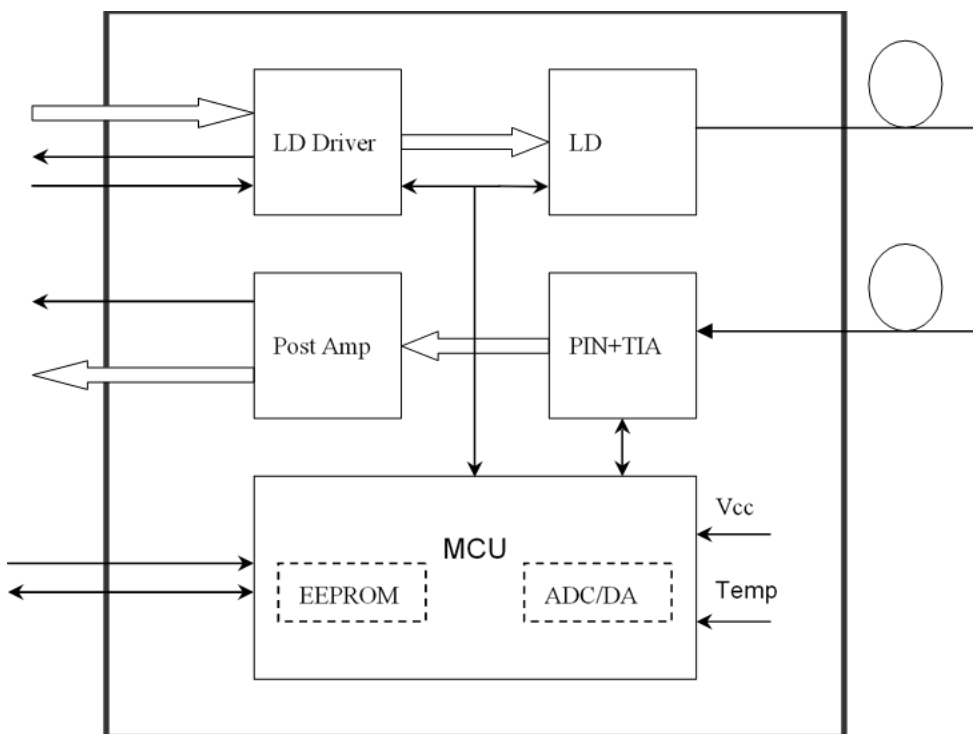 LD Driver
LD
Post Amp
PIN+TIA
Vcc
MCU
EEPROM
ADC/DA
Temp